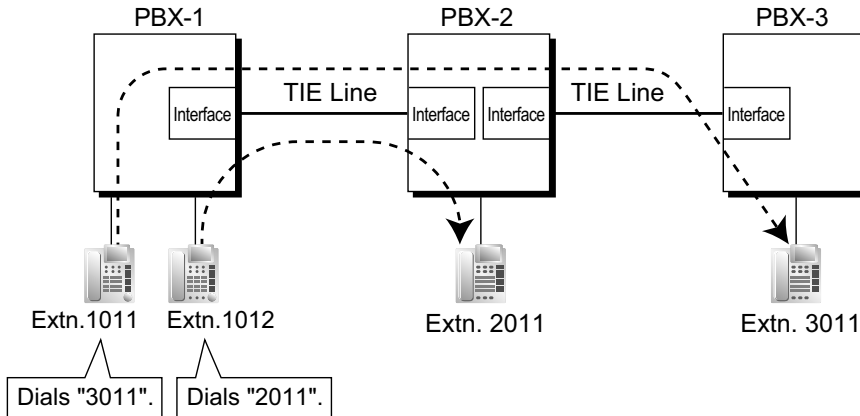 PBX-1
PBX-2
PBX-3
TIE Line
TIE Line
Interface
Interface
Interface
Interface
Extn.1011
Extn.1012
Extn. 2011
Extn. 3011
Dials "3011".
Dials "2011".